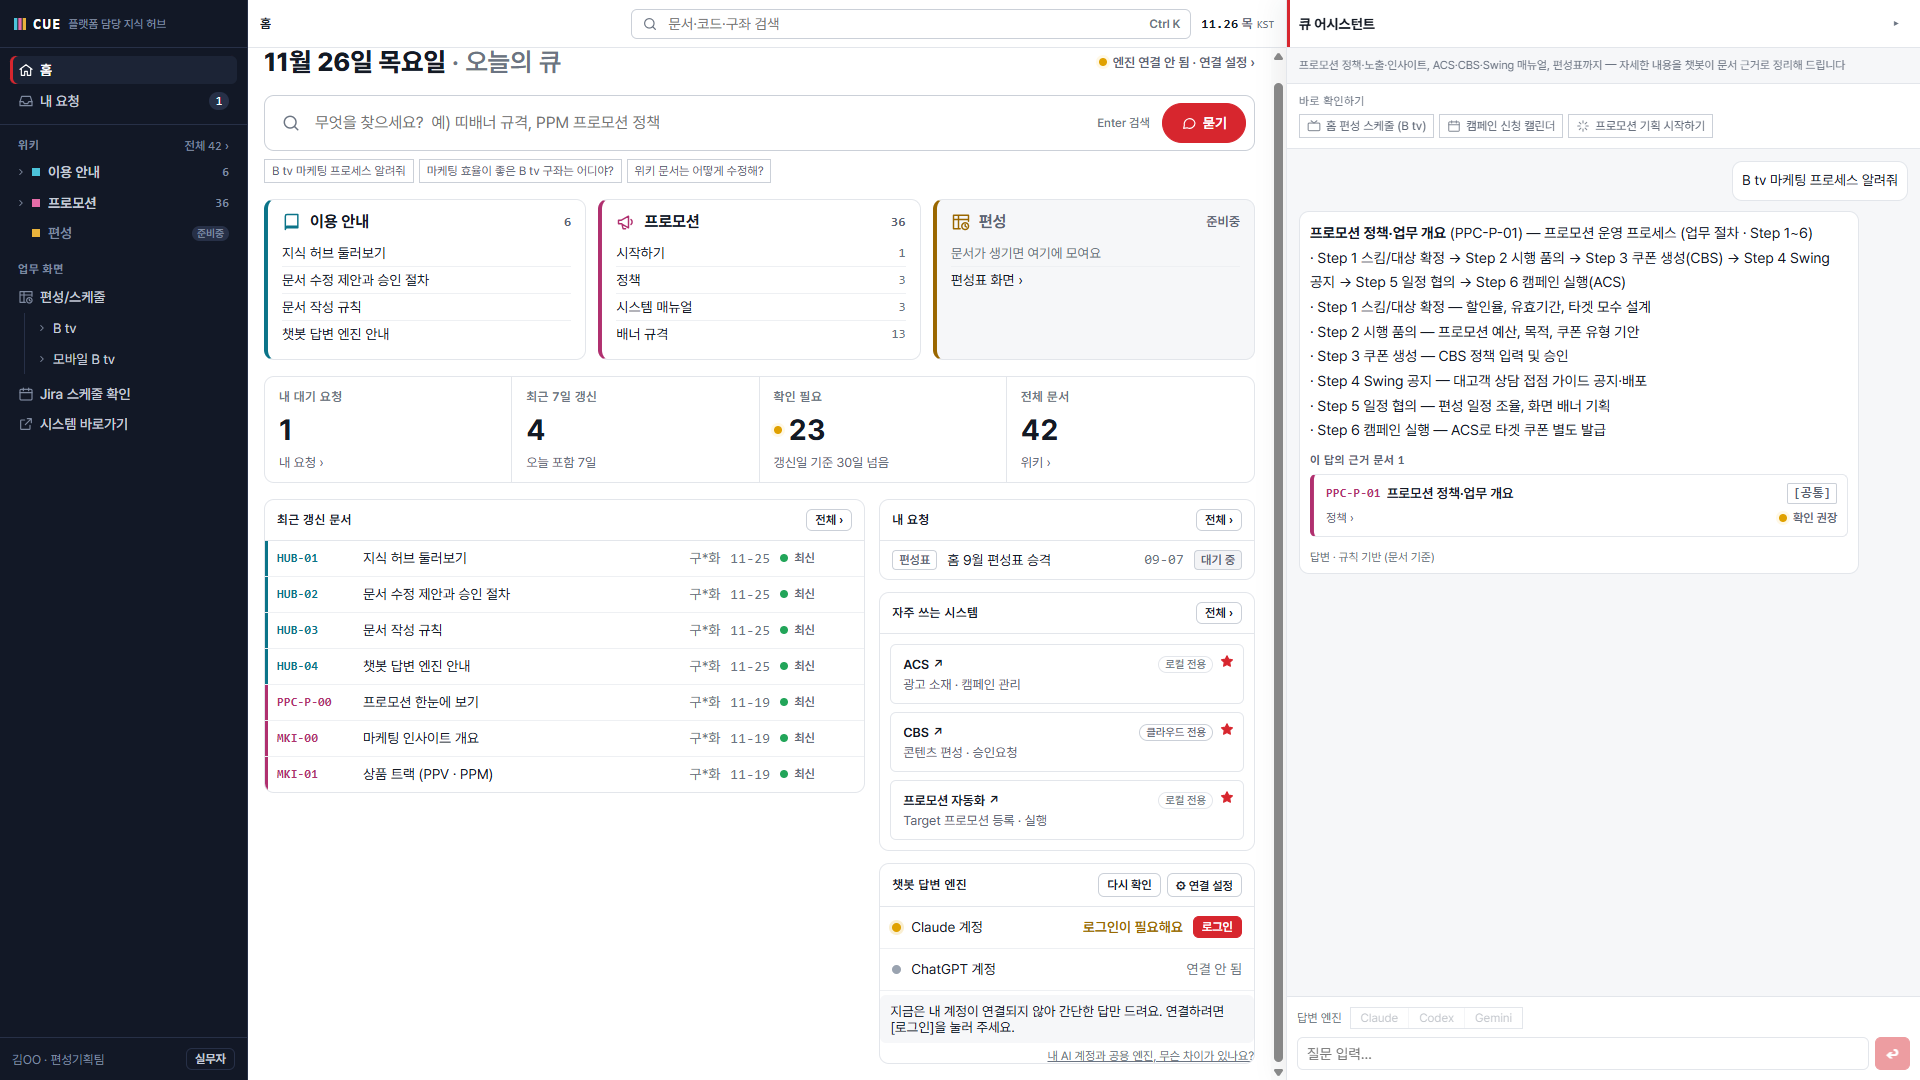 CUE 플랫폼 담당 지식 허브
홈
내 요청 1
위키 전체 42 ›
이용 안내 6
프로모션 36
편성 준비중
업무 화면
편성/스케줄
B tv
모바일 B tv
Jira 스케줄 확인
시스템 바로가기
김OO · 편성기획팀 실무자
홈
문서·코드·구좌 검색 Ctrl K
11.26 목 KST
11월 26일 목요일 · 오늘의 큐
엔진 연결 안 됨 · 연결 설정 ›
무엇을 찾으세요? 예) 띠배너 규격, PPM 프로모션 정책 Enter 검색 묻기
B tv 마케팅 프로세스 알려줘
마케팅 효율이 좋은 B tv 구좌는 어디야?
위키 문서는 어떻게 수정해?
이용 안내 6
지식 허브 둘러보기
문서 수정 제안과 승인 절차
문서 작성 규칙
챗봇 답변 엔진 안내
프로모션 36
시작하기 1
정책 3
시스템 매뉴얼 3
배너 규격 13
편성 준비중
문서가 생기면 여기에 모여요
편성표 화면 ›
내 대기 요청
1
내 요청 ›
최근 7일 갱신
4
오늘 포함 7일
확인 필요
23
갱신일 기준 30일 넘음
전체 문서
42
위키 ›
최근 갱신 문서 전체 ›
HUB-01 지식 허브 둘러보기 구*화 11-25 최신
HUB-02 문서 수정 제안과 승인 절차 구*화 11-25 최신
HUB-03 문서 작성 규칙 구*화 11-25 최신
HUB-04 챗봇 답변 엔진 안내 구*화 11-25 최신
PPC-P-00 프로모션 한눈에 보기 구*화 11-19 최신
MKI-00 마케팅 인사이트 개요 구*화 11-19 최신
MKI-01 상품 트랙 (PPV · PPM) 구*화 11-19 최신
내 요청 전체 ›
편성표 홈 9월 편성표 승격 09-07 대기 중
자주 쓰는 시스템 전체 ›
ACS ↗ 로컬 전용 ★
광고 소재 · 캠페인 관리
CBS ↗ 클라우드 전용 ★
콘텐츠 편성 · 승인요청
프로모션 자동화 ↗ 로컬 전용 ★
Target 프로모션 등록 · 실행
챗봇 답변 엔진 다시 확인 ⚙ 연결 설정
Claude 계정 로그인이 필요해요 로그인
ChatGPT 계정 연결 안 됨
지금은 내 계정이 연결되지 않아 간단한 답만 드려요. 연결하려면
[로그인]을 눌러 주세요.
내 AI 계정과 공용 엔진, 무슨 차이가 있나요?
큐 어시스턴트
프로모션 정책·노출·인사이트, ACS·CBS·Swing 매뉴얼, 편성표까지 — 자세한 내용을 챗봇이 문서 근거로 정리해 드립니다
바로 확인하기
홈 편성 스케줄 (B tv)
캠페인 신청 캘린더
프로모션 기획 시작하기
B tv 마케팅 프로세스 알려줘
프로모션 정책·업무 개요 (PPC-P-01) — 프로모션 운영 프로세스 (업무 절차 · Step 1~6)
· Step 1 스킴/대상 확정 → Step 2 시행 품의 → Step 3 쿠폰 생성(CBS) → Step 4 Swing
공지 → Step 5 일정 협의 → Step 6 캠페인 실행(ACS)
· Step 1 스킴/대상 확정 — 할인율, 유효기간, 타겟 모수 설계
· Step 2 시행 품의 — 프로모션 예산, 목적, 쿠폰 유형 기안
· Step 3 쿠폰 생성 — CBS 정책 입력 및 승인
· Step 4 Swing 공지 — 대고객 상담 접점 가이드 공지·배포
· Step 5 일정 협의 — 편성 일정 조율, 화면 배너 기획
· Step 6 캠페인 실행 — ACS로 타겟 쿠폰 별도 발급
이 답의 근거 문서 1
PPC-P-01 프로모션 정책·업무 개요 [공통]
정책 › 확인 권장
답변 · 규칙 기반 (문서 기준)
답변 엔진 Claude Codex Gemini
질문 입력...